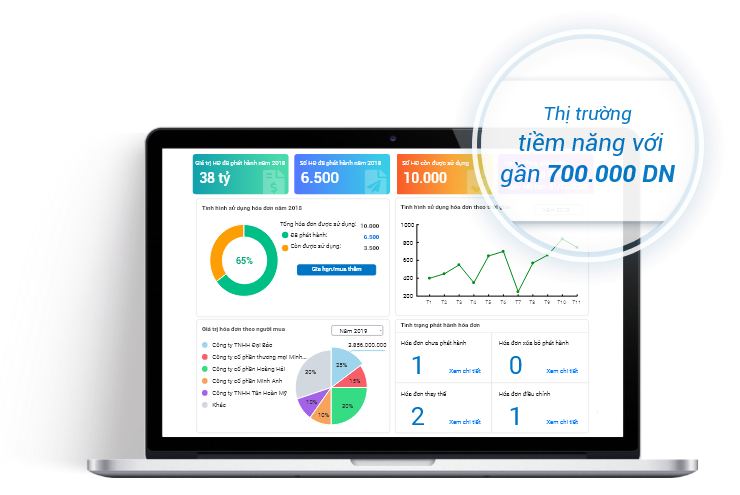 Thị trường
tiềm năng với
gần 700.000 DN
Giá trị HĐ đã phát hành năm 2018
38 tỷ
Số HĐ đã phát hành năm 2018
6.500
Số HĐ còn được sử dụng
10.000
Tình hình sử dụng hóa đơn năm 2018
65%
Tổng hóa đơn được sử dụng: 10.000
Đã phát hành: 6.500
Còn được sử dụng: 3.500
Gia hạn/mua thêm
Tình hình sử dụng hóa đơn theo thời gian
1000
800
600
400
200
T1 T2 T3 T4 T5 T6 T7 T8 T9 T10 T11
Giá trị hóa đơn theo người mua
Năm 2019
Công ty TNHH Đại Bác
Công ty cổ phần thương mại Minh...
Công ty cổ phần Hoàng Hải
Công ty cổ phần Minh Anh
Công ty TNHH Tân Hoàn Mỹ
Khác
2.856.000.000
30%
25%
15%
10%
10%
20%
Tình trạng phát hành hóa đơn
Hóa đơn chưa phát hành
1
Xem chi tiết
Hóa đơn xóa bỏ phát hành
0
Xem chi tiết
Hóa đơn thay thế
2
Xem chi tiết
Hóa đơn điều chỉnh
1
Xem chi tiết